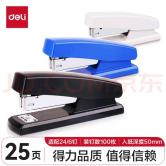 deli
适配24/6钉 | 装钉数100枚 | 入纸深度50mm
25页 得力品质 值得信赖